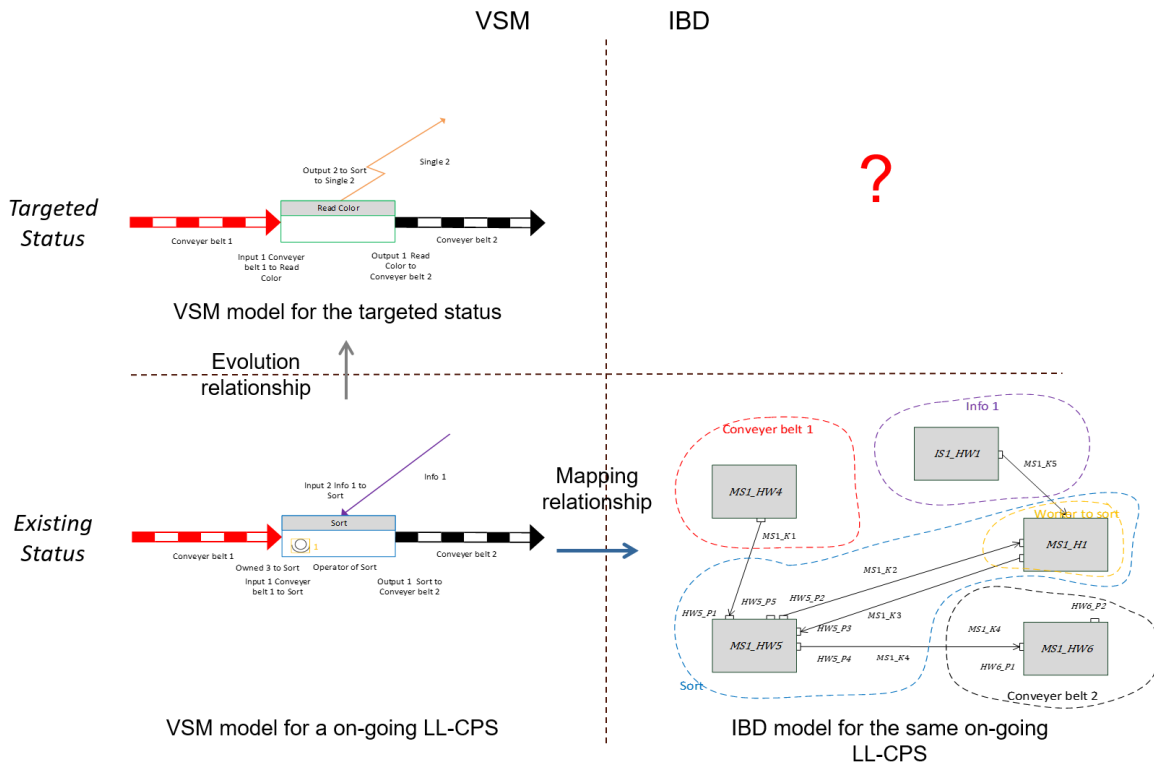 VSM
IBD
Single 2
Output 2 to Sort
to Single 2
?
Targeted
Status
Read Color
Conveyer belt 1
Conveyer belt 2
Input 1 Conveyer
belt 1 to Read
Color
Output 1 Read
Color to
Conveyer belt 2
VSM model for the targeted status
Evolution
relationship
Info 1
Input 2 Info 1 to
Sort
Existing
Status
Sort
1
Conveyer belt 1
Operator of Sort
Conveyer belt 2
Owned 3 to Sort
Input 1 Conveyer
belt 1 to Sort
Output 1 Sort to
Conveyer belt 2
Mapping
relationship
Info 1
Conveyer belt 1
IS1_HW1
MS1_K5
MS1_HW4
Worker to sort
MS1_K1
MS1_H1
MS1_K2
HW5_P5
HW5_P1
HW5_P2
MS1_K3
HW6_P2
HW5_P3
MS1_K4
MS1_HW5
MS1_HW6
HW5_P4
MS1_K4
HW6_P1
Sort
Conveyer belt 2
VSM model for a on-going LL-CPS
IBD model for the same on-going
LL-CPS